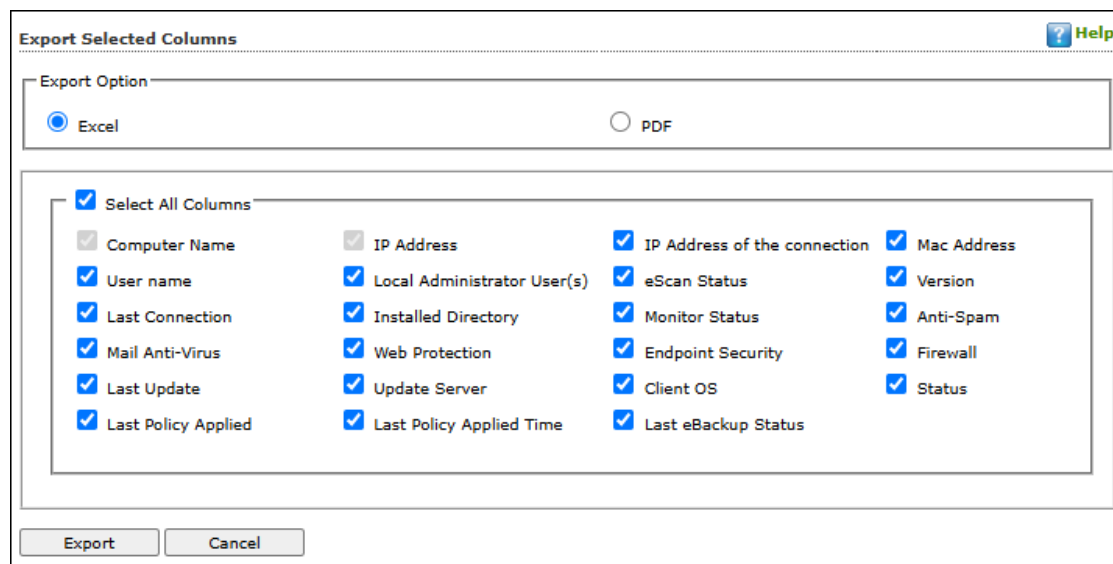 Export Selected Columns
Help
Export Option
Excel PDF
Select All Columns
Computer Name IP Address IP Address of the connection Mac Address
User name Local Administrator User(s) eScan Status Version
Last Connection Installed Directory Monitor Status Anti-Spam
Mail Anti-Virus Web Protection Endpoint Security Firewall
Last Update Update Server Client OS Status
Last Policy Applied Last Policy Applied Time Last eBackup Status
Export Cancel